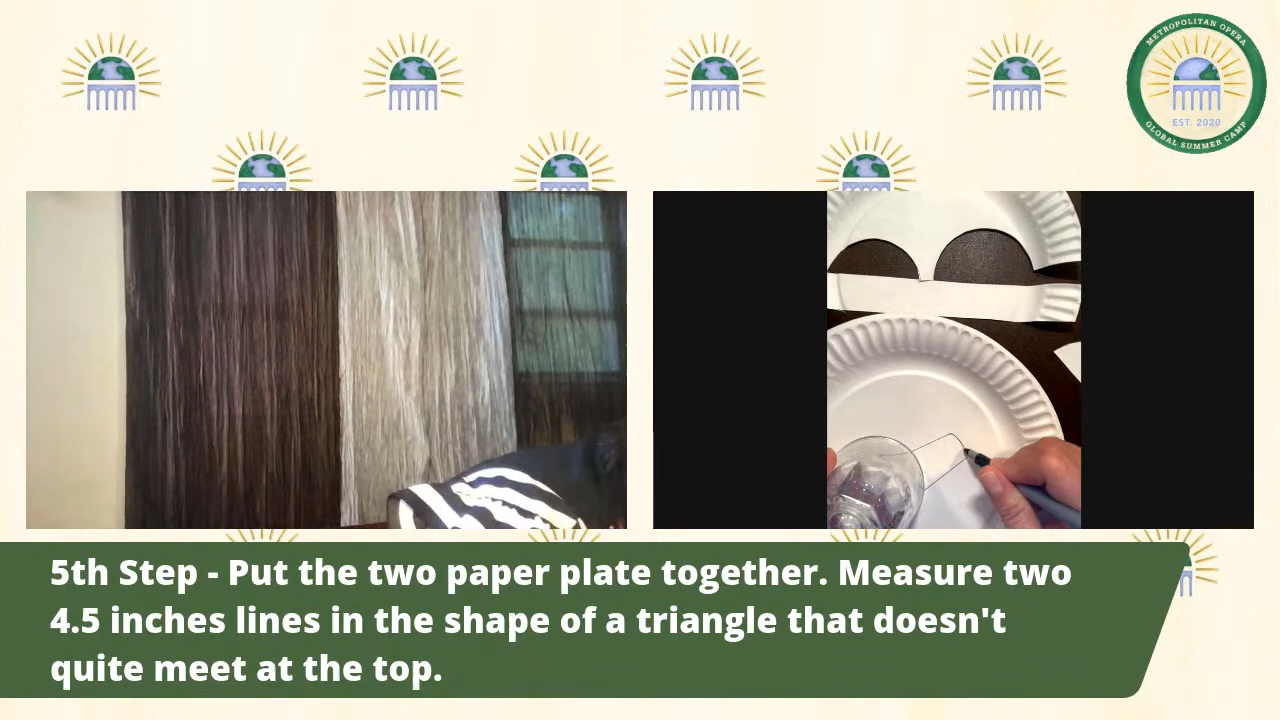 METROPOLITAN OPERA
EST. 2020
GLOBAL SUMMER CAMP
5th Step - Put the two paper plate together. Measure two
4.5 inches lines in the shape of a triangle that doesn't
quite meet at the top.